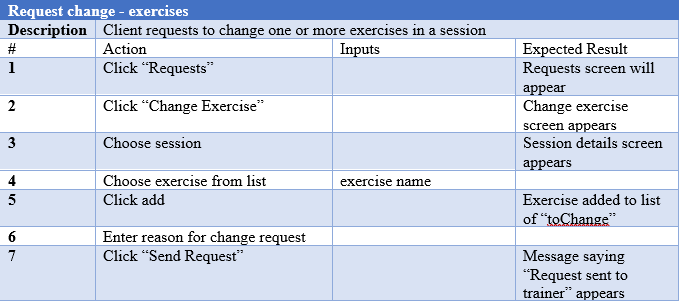 Request change - exercises
Description Client requests to change one or more exercises in a session
# Action Inputs Expected Result
1 Click “Requests” Requests screen will
appear
2 Click “Change Exercise” Change exercise
screen appears
3 Choose session Session details screen
appears
4 Choose exercise from list exercise name
5 Click add Exercise added to list
of “toChange”
6 Enter reason for change request
7 Click “Send Request” Message saying
“Request sent to
trainer” appears